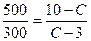 500/300 = (10 − C)/(C − 3)